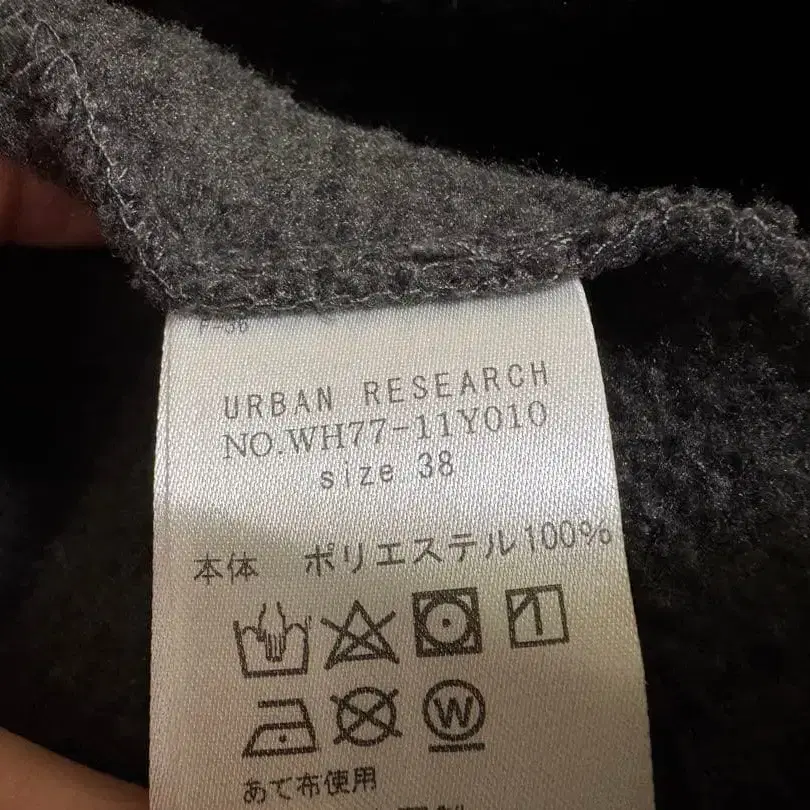 F-36
URBAN RESEARCH
NO.WH77-11Y010
size 38
本体 ポリエステル100%
W
あて布使用